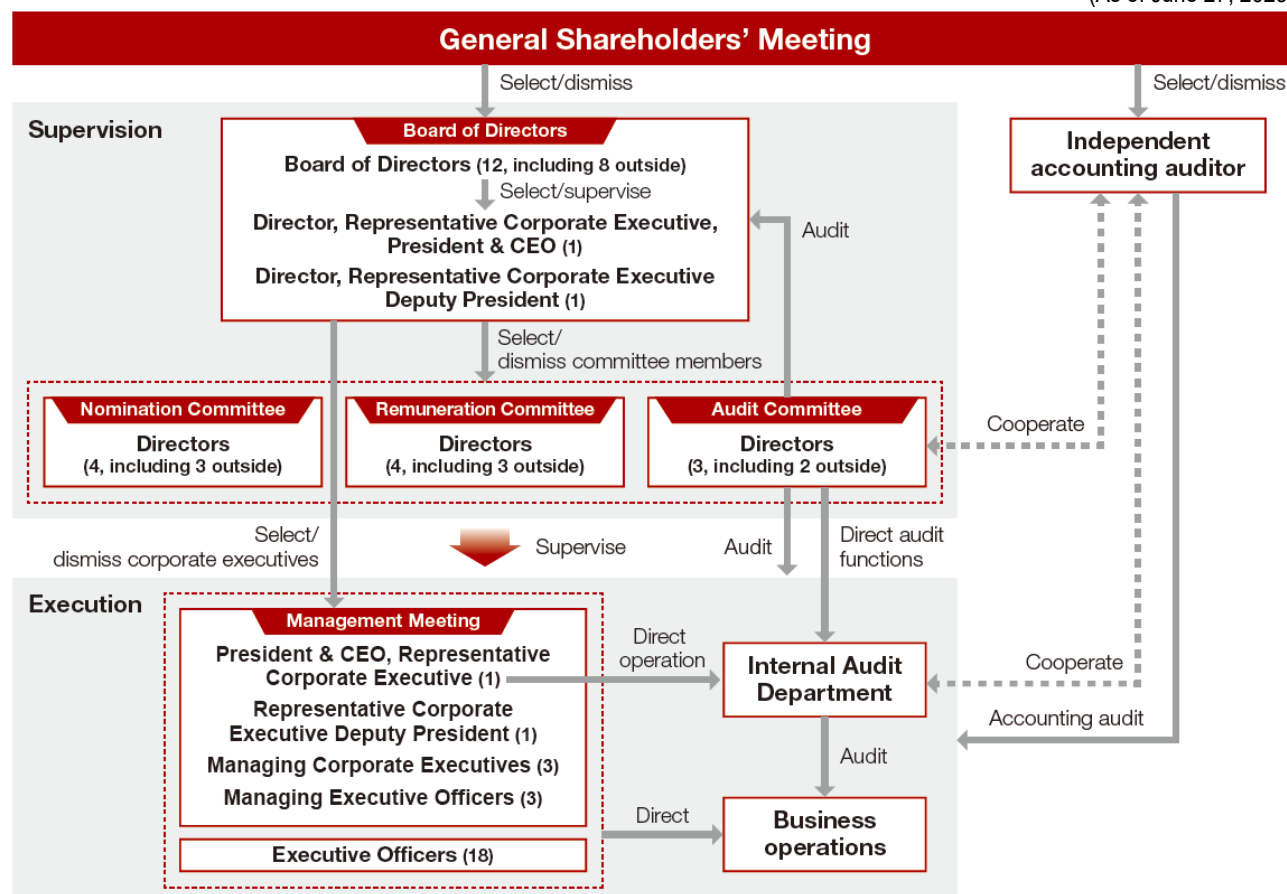 (As of June 27, 202
General Shareholders' Meeting
Select/dismiss
Select/dismiss
Supervision
Board of Directors
Board of Directors (12, including 8 outside)
Select/supervise
Director, Representative Corporate Executive,
President & CEO (1)
Director, Representative Corporate Executive
Deputy President (1)
Audit
Independent
accounting auditor
Select/
dismiss committee members
Nomination Committee
Directors
(4, including 3 outside)
Remuneration Committee
Directors
(4, including 3 outside)
Audit Committee
Directors
(3, including 2 outside)
Cooperate
Select/
dismiss corporate executives
Supervise
Audit
Direct audit
functions
Execution
Management Meeting
President & CEO, Representative
Corporate Executive (1)
Representative Corporate
Executive Deputy President (1)
Managing Corporate Executives (3)
Managing Executive Officers (3)
Executive Officers (18)
Direct
operation
Internal Audit
Department
Cooperate
Accounting audit
Audit
Direct
Business
operations